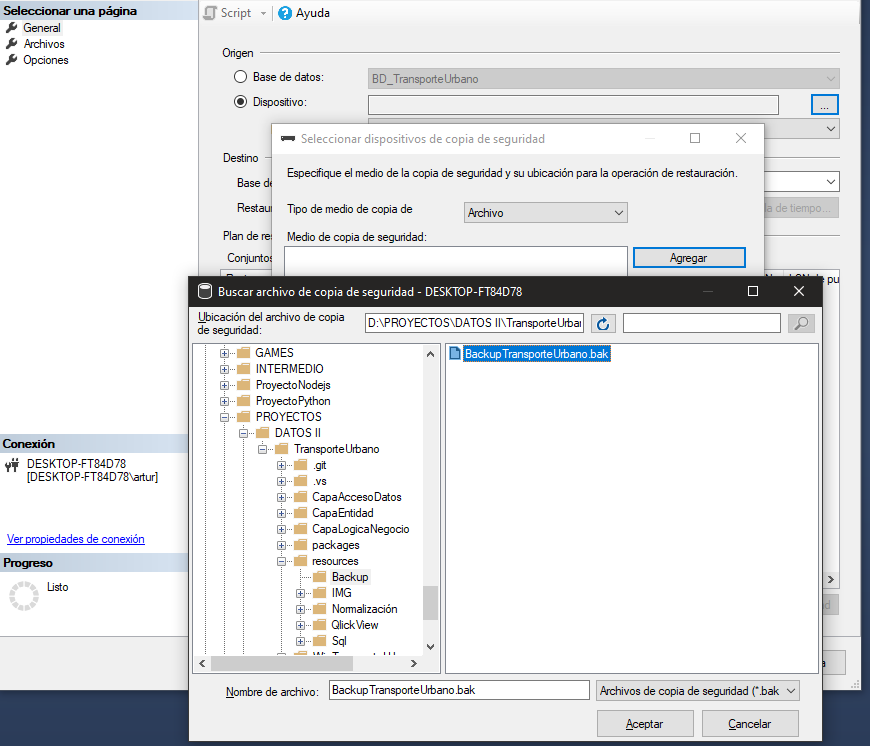 Seleccionar una página
Script
Ayuda
General
Archivos
Opciones
Origen
Base de datos:
BD_TransporteUrbano
Dispositivo:
...
Seleccionar dispositivos de copia de seguridad
Destino
Especifique el medio de la copia de seguridad y su ubicación para la operación de restauración.
Base de
Restau
Tipo de medio de copia de
Archivo
Plan de res
Medio de copia de seguridad:
Conjuntos
Agregar
Buscar archivo de copia de seguridad - DESKTOP-FT84D78
Ubicación del archivo de copia
de seguridad:
D:\PROYECTOS\DATOS II\TransporteUrba
GAMES
BackupTransporteUrbano.bak
INTERMEDIO
ProyectoNodejs
ProyectoPython
PROYECTOS
DATOS II
TransporteUrbano
.git
.vs
CapaAccesoDatos
CapaEntidad
CapaLogicaNegocio
packages
resources
Backup
IMG
Normalización
QlickView
Sql
Conexión
DESKTOP-FT84D78
[DESKTOP-FT84D78\artur]
Ver propiedades de conexión
Progreso
Listo
Nombre de archivo:
BackupTransporteUrbano.bak
Archivos de copia de seguridad (*.bak
Aceptar
Cancelar